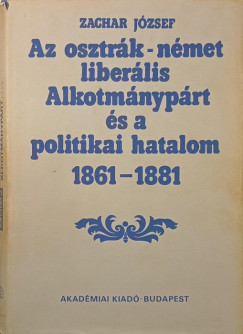 ZACHAR JÓZSEF
Az osztrák-német
liberális
Alkotmánypárt
és a
politikai hatalom
1861–1881
AKADÉMIAI KIADÓ·BUDAPEST